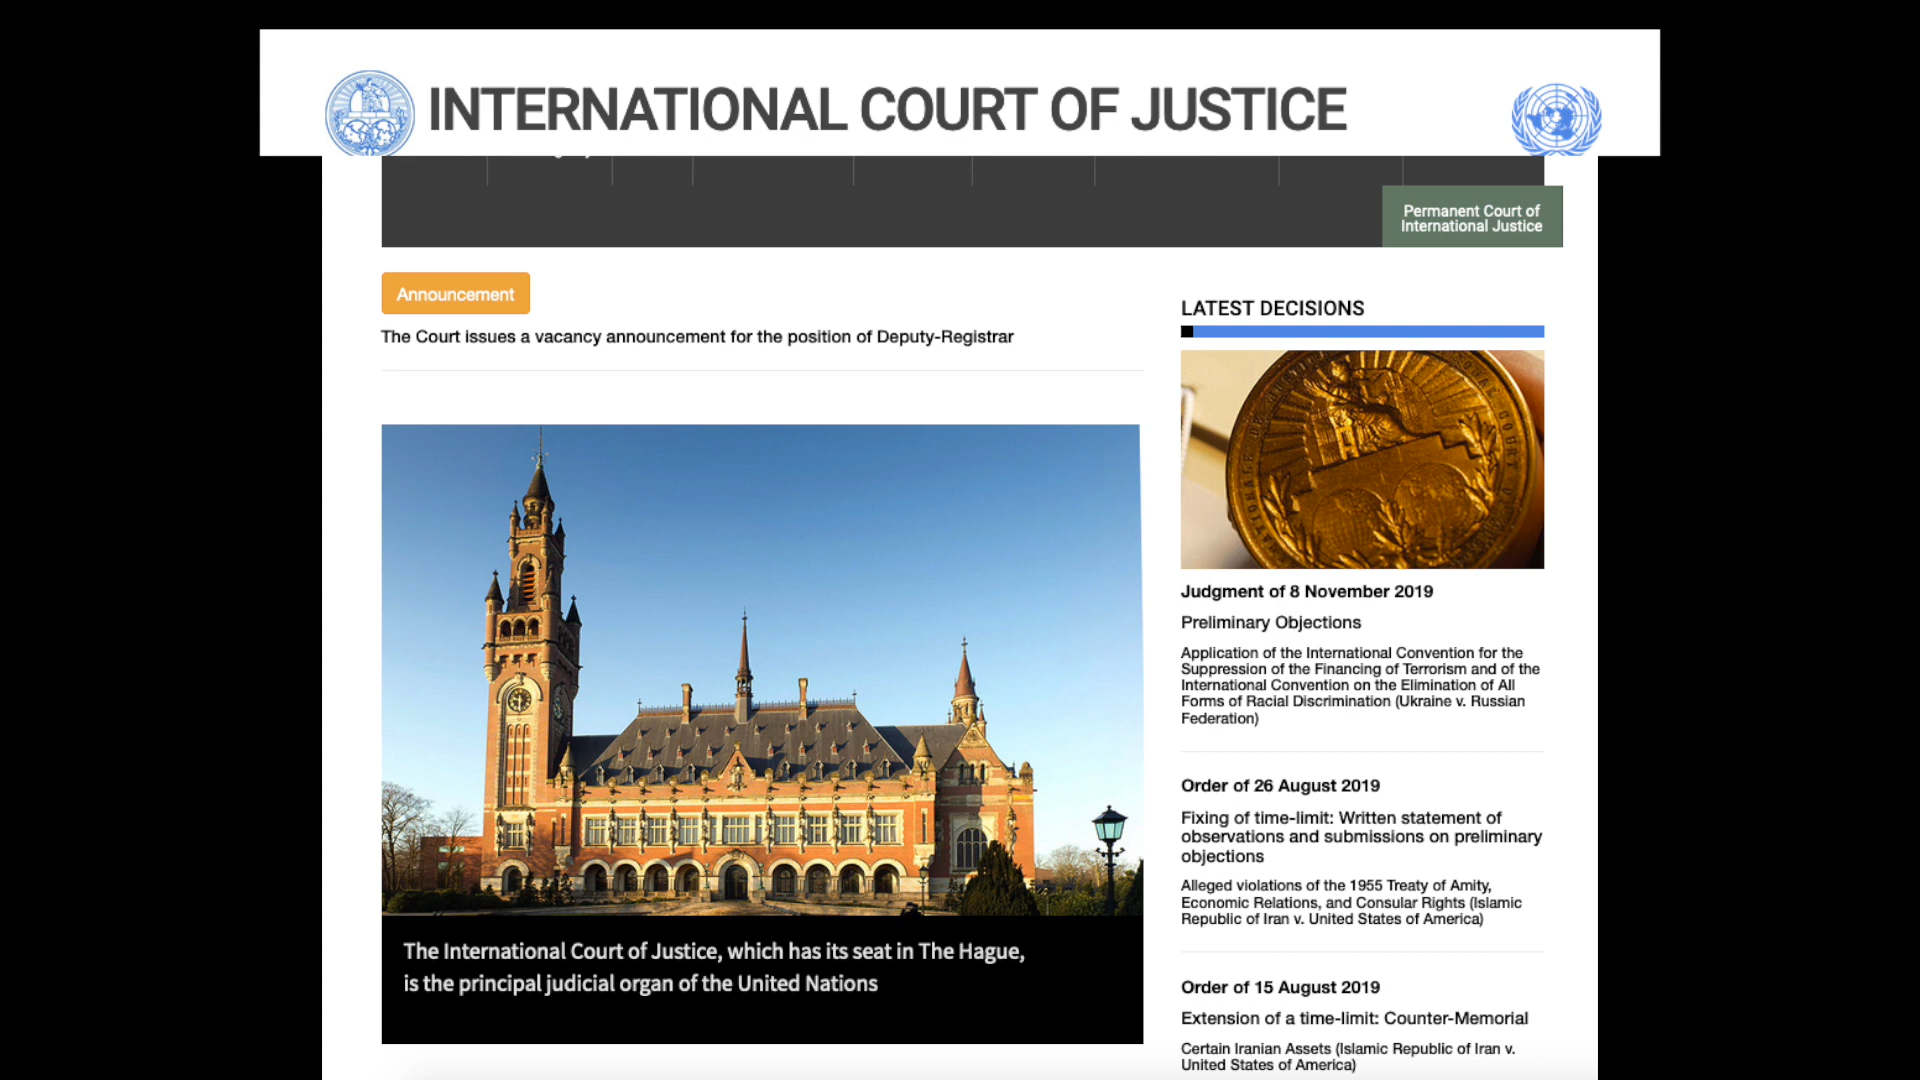 INTERNATIONAL COURT OF JUSTICE
Permanent Court of
International Justice
Announcement
The Court issues a vacancy announcement for the position of Deputy-Registrar
The International Court of Justice, which has its seat in The Hague,
is the principal judicial organ of the United Nations
LATEST DECISIONS
Judgment of 8 November 2019
Preliminary Objections
Application of the International Convention for the
Suppression of the Financing of Terrorism and of the
International Convention on the Elimination of All
Forms of Racial Discrimination (Ukraine v. Russian
Federation)
Order of 26 August 2019
Fixing of time-limit: Written statement of
observations and submissions on preliminary
objections
Alleged violations of the 1955 Treaty of Amity,
Economic Relations, and Consular Rights (Islamic
Republic of Iran v. United States of America)
Order of 15 August 2019
Extension of a time-limit: Counter-Memorial
Certain Iranian Assets (Islamic Republic of Iran v.
United States of America)